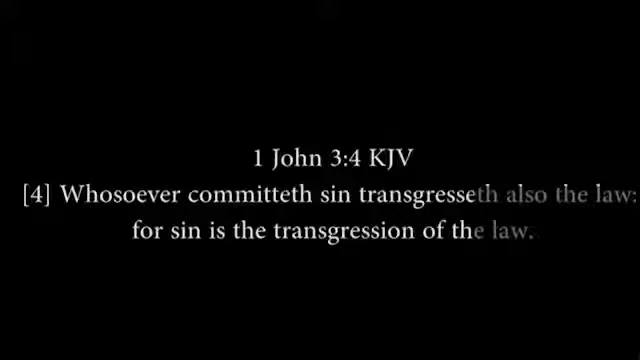 1 John 3:4 KJV
[4] Whosoever committeth sin transgresseth also the law:
for sin is the transgression of the law.